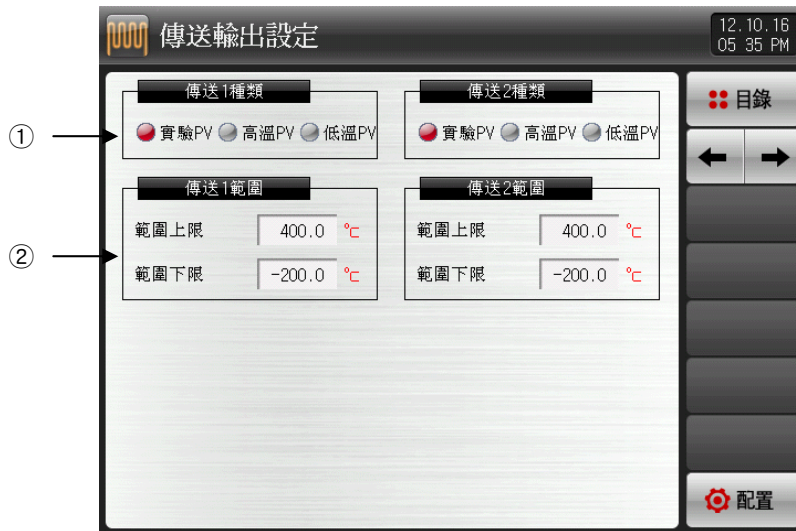 傳送輸出設定
12.10.16
05 35 PM
傳送1種類
傳送2種類
① 實驗PV 高溫PV 低溫PV
實驗PV 高溫PV 低溫PV
目錄
傳送1範圍
傳送2範圍
範圍上限 400.0 ℃
範圍上限 400.0 ℃
②
範圍下限 -200.0 ℃
範圍下限 -200.0 ℃
配置